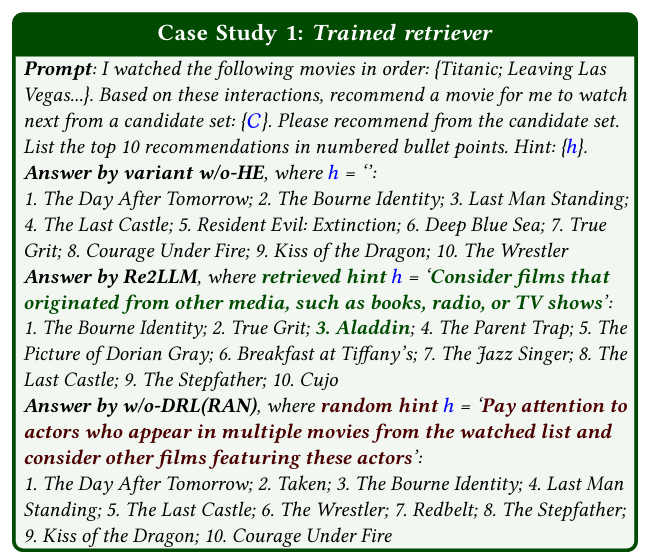 Case Study 1: Trained retriever
Prompt: I watched the following movies in order: {Titanic; Leaving Las
Vegas...}. Based on these interactions, recommend a movie for me to watch
next from a candidate set: {C}. Please recommend from the candidate set.
List the top 10 recommendations in numbered bullet points. Hint: {h}.
Answer by variant w/o-HE, where h = ‘’:
1. The Day After Tomorrow; 2. The Bourne Identity; 3. Last Man Standing;
4. The Last Castle; 5. Resident Evil: Extinction; 6. Deep Blue Sea; 7. True
Grit; 8. Courage Under Fire; 9. Kiss of the Dragon; 10. The Wrestler
Answer by Re2LLM, where retrieved hint h = ‘Consider films that
originated from other media, such as books, radio, or TV shows’:
1. The Bourne Identity; 2. True Grit; 3. Aladdin; 4. The Parent Trap; 5. The
Picture of Dorian Gray; 6. Breakfast at Tiffany's; 7. The Jazz Singer; 8. The
Last Castle; 9. The Stepfather; 10. Cujo
Answer by w/o-DRL(RAN), where random hint h = ‘Pay attention to
actors who appear in multiple movies from the watched list and
consider other films featuring these actors’:
1. The Day After Tomorrow; 2. Taken; 3. The Bourne Identity; 4. Last Man
Standing; 5. The Last Castle; 6. The Wrestler; 7. Redbelt; 8. The Stepfather;
9. Kiss of the Dragon; 10. Courage Under Fire